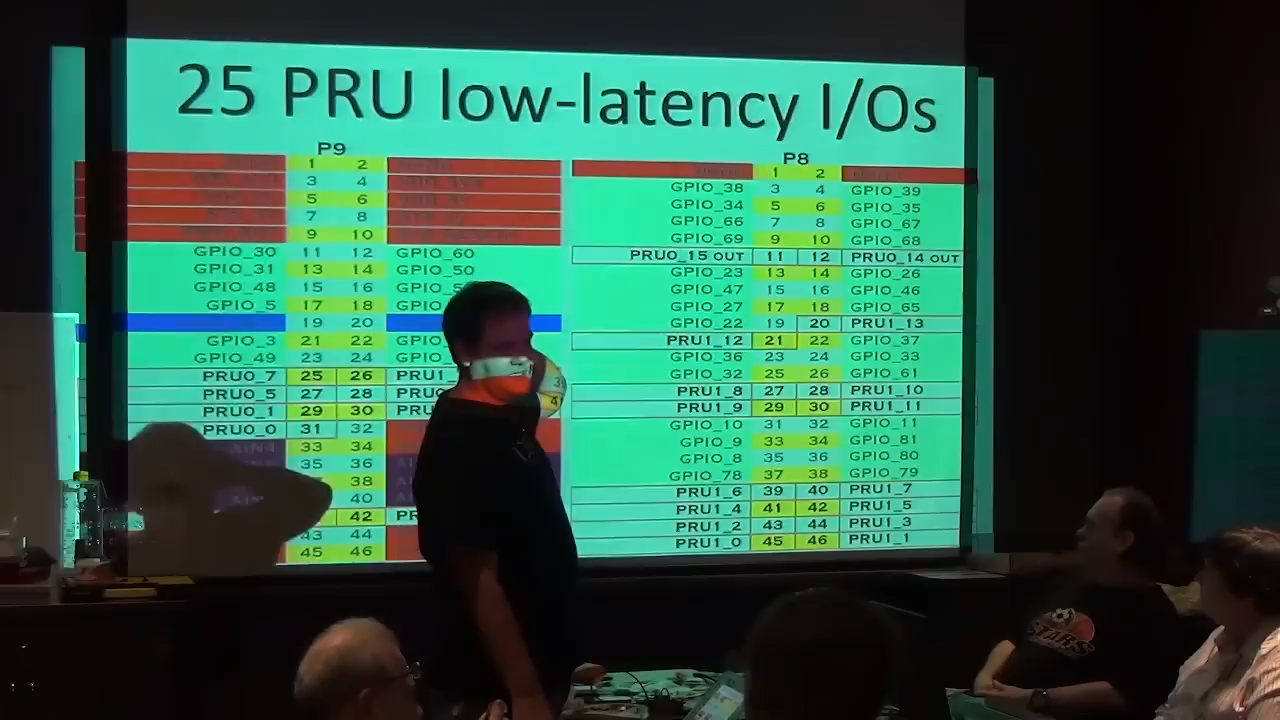 25 PRU low-latency I/Os
P9
P8
1 2
1 2
3 4
GPIO_38 3 4 GPIO_39
5 6
GPIO_34 5 6 GPIO_35
7 8
GPIO_66 7 8 GPIO_67
9 10
GPIO_69 9 10 GPIO_68
GPIO_30 11 12 GPIO_60
PRU0_15 OUT 11 12 PRU0_14 OUT
GPIO_31 13 14 GPIO_50
GPIO_23 13 14 GPIO_26
GPIO_48 15 16
GPIO_47 15 16 GPIO_46
GPIO_5 17 18
GPIO_27 17 18 GPIO_65
19 20
GPIO_22 19 20 PRU1_13
GPIO_3 21 22
PRU1_12 21 22 GPIO_37
GPIO_49 23 24
GPIO_36 23 24 GPIO_33
PRU0_7 25 26
GPIO_32 25 26 GPIO_61
PRU0_5 27 28
PRU1_8 27 28 PRU1_10
PRU0_1 29 30
PRU1_9 29 30 PRU1_11
PRU0_0 31 32
GPIO_10 31 32 GPIO_11
33 34
GPIO_9 33 34 GPIO_81
35 36
GPIO_8 35 36 GPIO_80
38
GPIO_78 37 38 GPIO_79
40
PRU1_6 39 40 PRU1_7
42
PRU1_4 41 42 PRU1_5
43 44
PRU1_2 43 44 PRU1_3
45 46
PRU1_0 45 46 PRU1_1
STARS